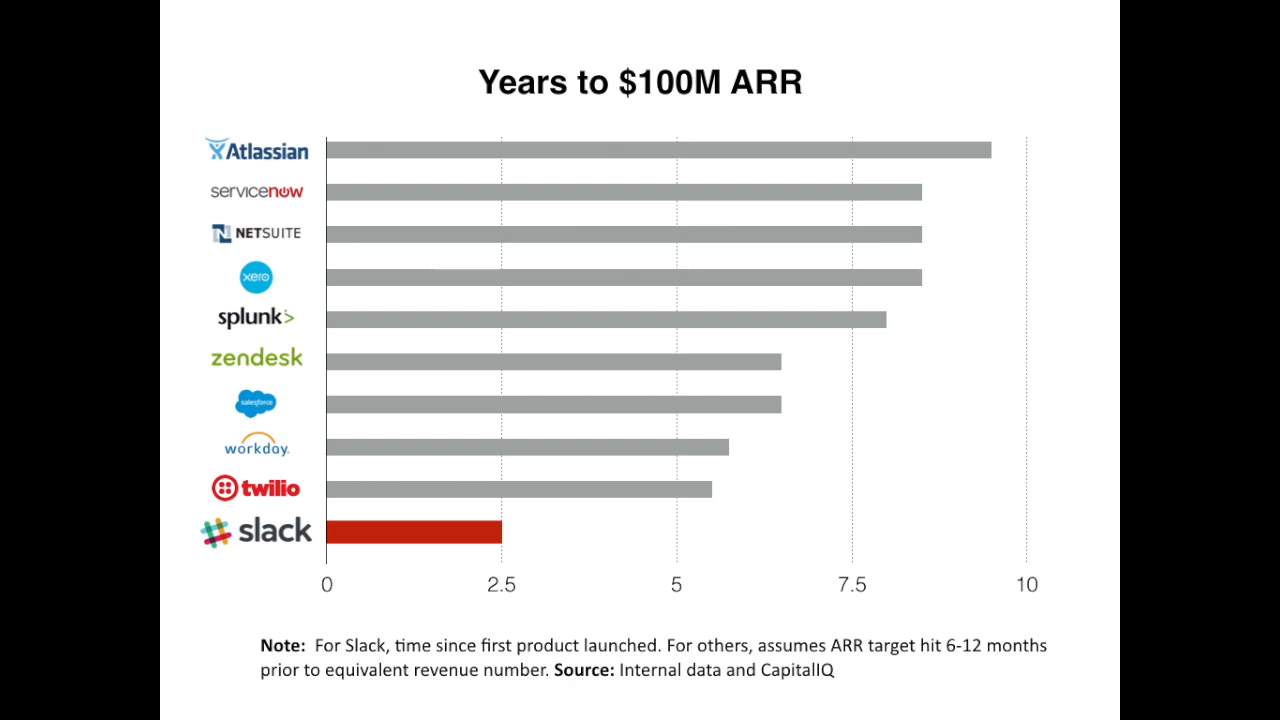 Years to $100M ARR
Atlassian
servicenow
NETSUITE
xero
splunk>
zendesk
salesforce
workday.
twilio
slack
0 2.5 5 7.5 10
Note: For Slack, time since first product launched. For others, assumes ARR target hit 6-12 months
prior to equivalent revenue number. Source: Internal data and CapitalIQ